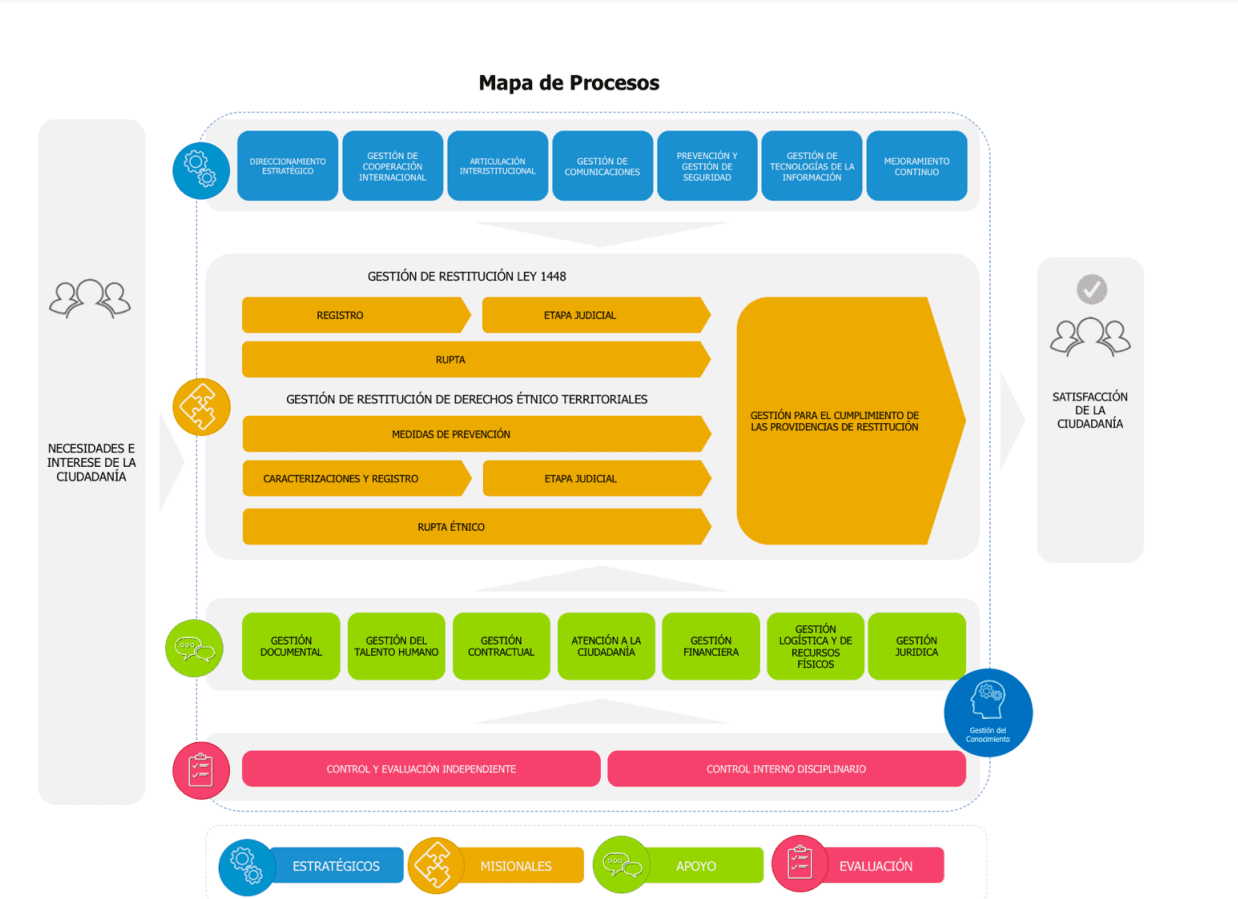 Mapa de Procesos
DIRECCIONAMIENTO
ESTRATÉGICO
GESTIÓN DE
COOPERACIÓN
INTERNACIONAL
ARTICULACIÓN
INTERISTITUCIONAL
GESTIÓN DE
COMUNICACIONES
PREVENCIÓN Y
GESTIÓN DE
SEGURIDAD
GESTIÓN DE
TECNOLOGÍAS DE LA
INFORMACIÓN
MEJORAMIENTO
CONTINUO
NECESIDADES E
INTERESE DE LA
CIUDADANÍA
GESTIÓN DE RESTITUCIÓN LEY 1448
REGISTRO
ETAPA JUDICIAL
RUPTA
GESTIÓN DE RESTITUCIÓN DE DERECHOS ÉTNICO TERRITORIALES
MEDIDAS DE PREVENCIÓN
CARACTERIZACIONES Y REGISTRO
ETAPA JUDICIAL
RUPTA ÉTNICO
GESTIÓN PARA EL CUMPLIMIENTO DE
LAS PROVIDENCIAS DE RESTITUCIÓN
SATISFACCIÓN
DE LA
CIUDADANÍA
GESTIÓN
DOCUMENTAL
GESTIÓN DEL
TALENTO HUMANO
GESTIÓN
CONTRACTUAL
ATENCIÓN A LA
CIUDADANÍA
GESTIÓN
FINANCIERA
GESTIÓN
LOGÍSTICA Y DE
RECURSOS
FÍSICOS
GESTIÓN
JURIDICA
Gestión del
Conocimiento
CONTROL Y EVALUACIÓN INDEPENDIENTE
CONTROL INTERNO DISCIPLINARIO
ESTRATÉGICOS
MISIONALES
APOYO
EVALUACIÓN